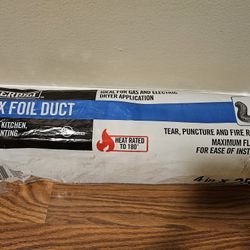 X FOIL DUCT
IDEAL FOR GAS AND ELECTRIC
DRYER APPLICATION
KITCHEN,
NTING
HEAT RATED
TO 180°
TEAR, PUNCTURE AND FIRE R
MAXIMUM FL
FOR EASE OF INST
4 in x